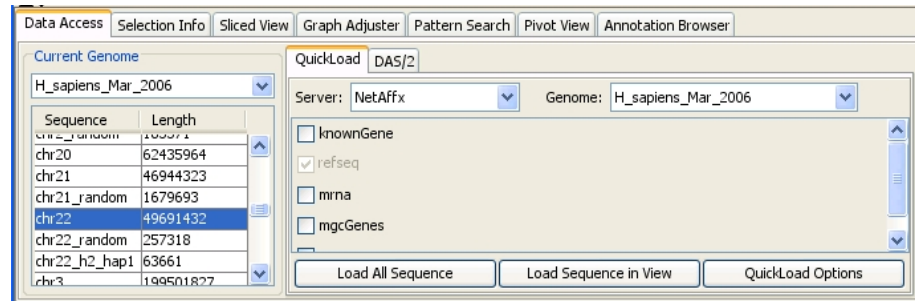 Data Access Selection Info Sliced View Graph Adjuster Pattern Search Pivot View Annotation Browser
Current Genome
H_sapiens_Mar_2006
Sequence Length
chr20 62435964
chr21 46944323
chr21_random 1679693
chr22 49691432
chr22_random 257318
chr22_h2_hap1 63661
chr3 199501827
QuickLoad DAS/2
Server: NetAffx Genome: H_sapiens_Mar_2006
knownGene
refseq
mrna
mgcGenes
Load All Sequence Load Sequence in View QuickLoad Options